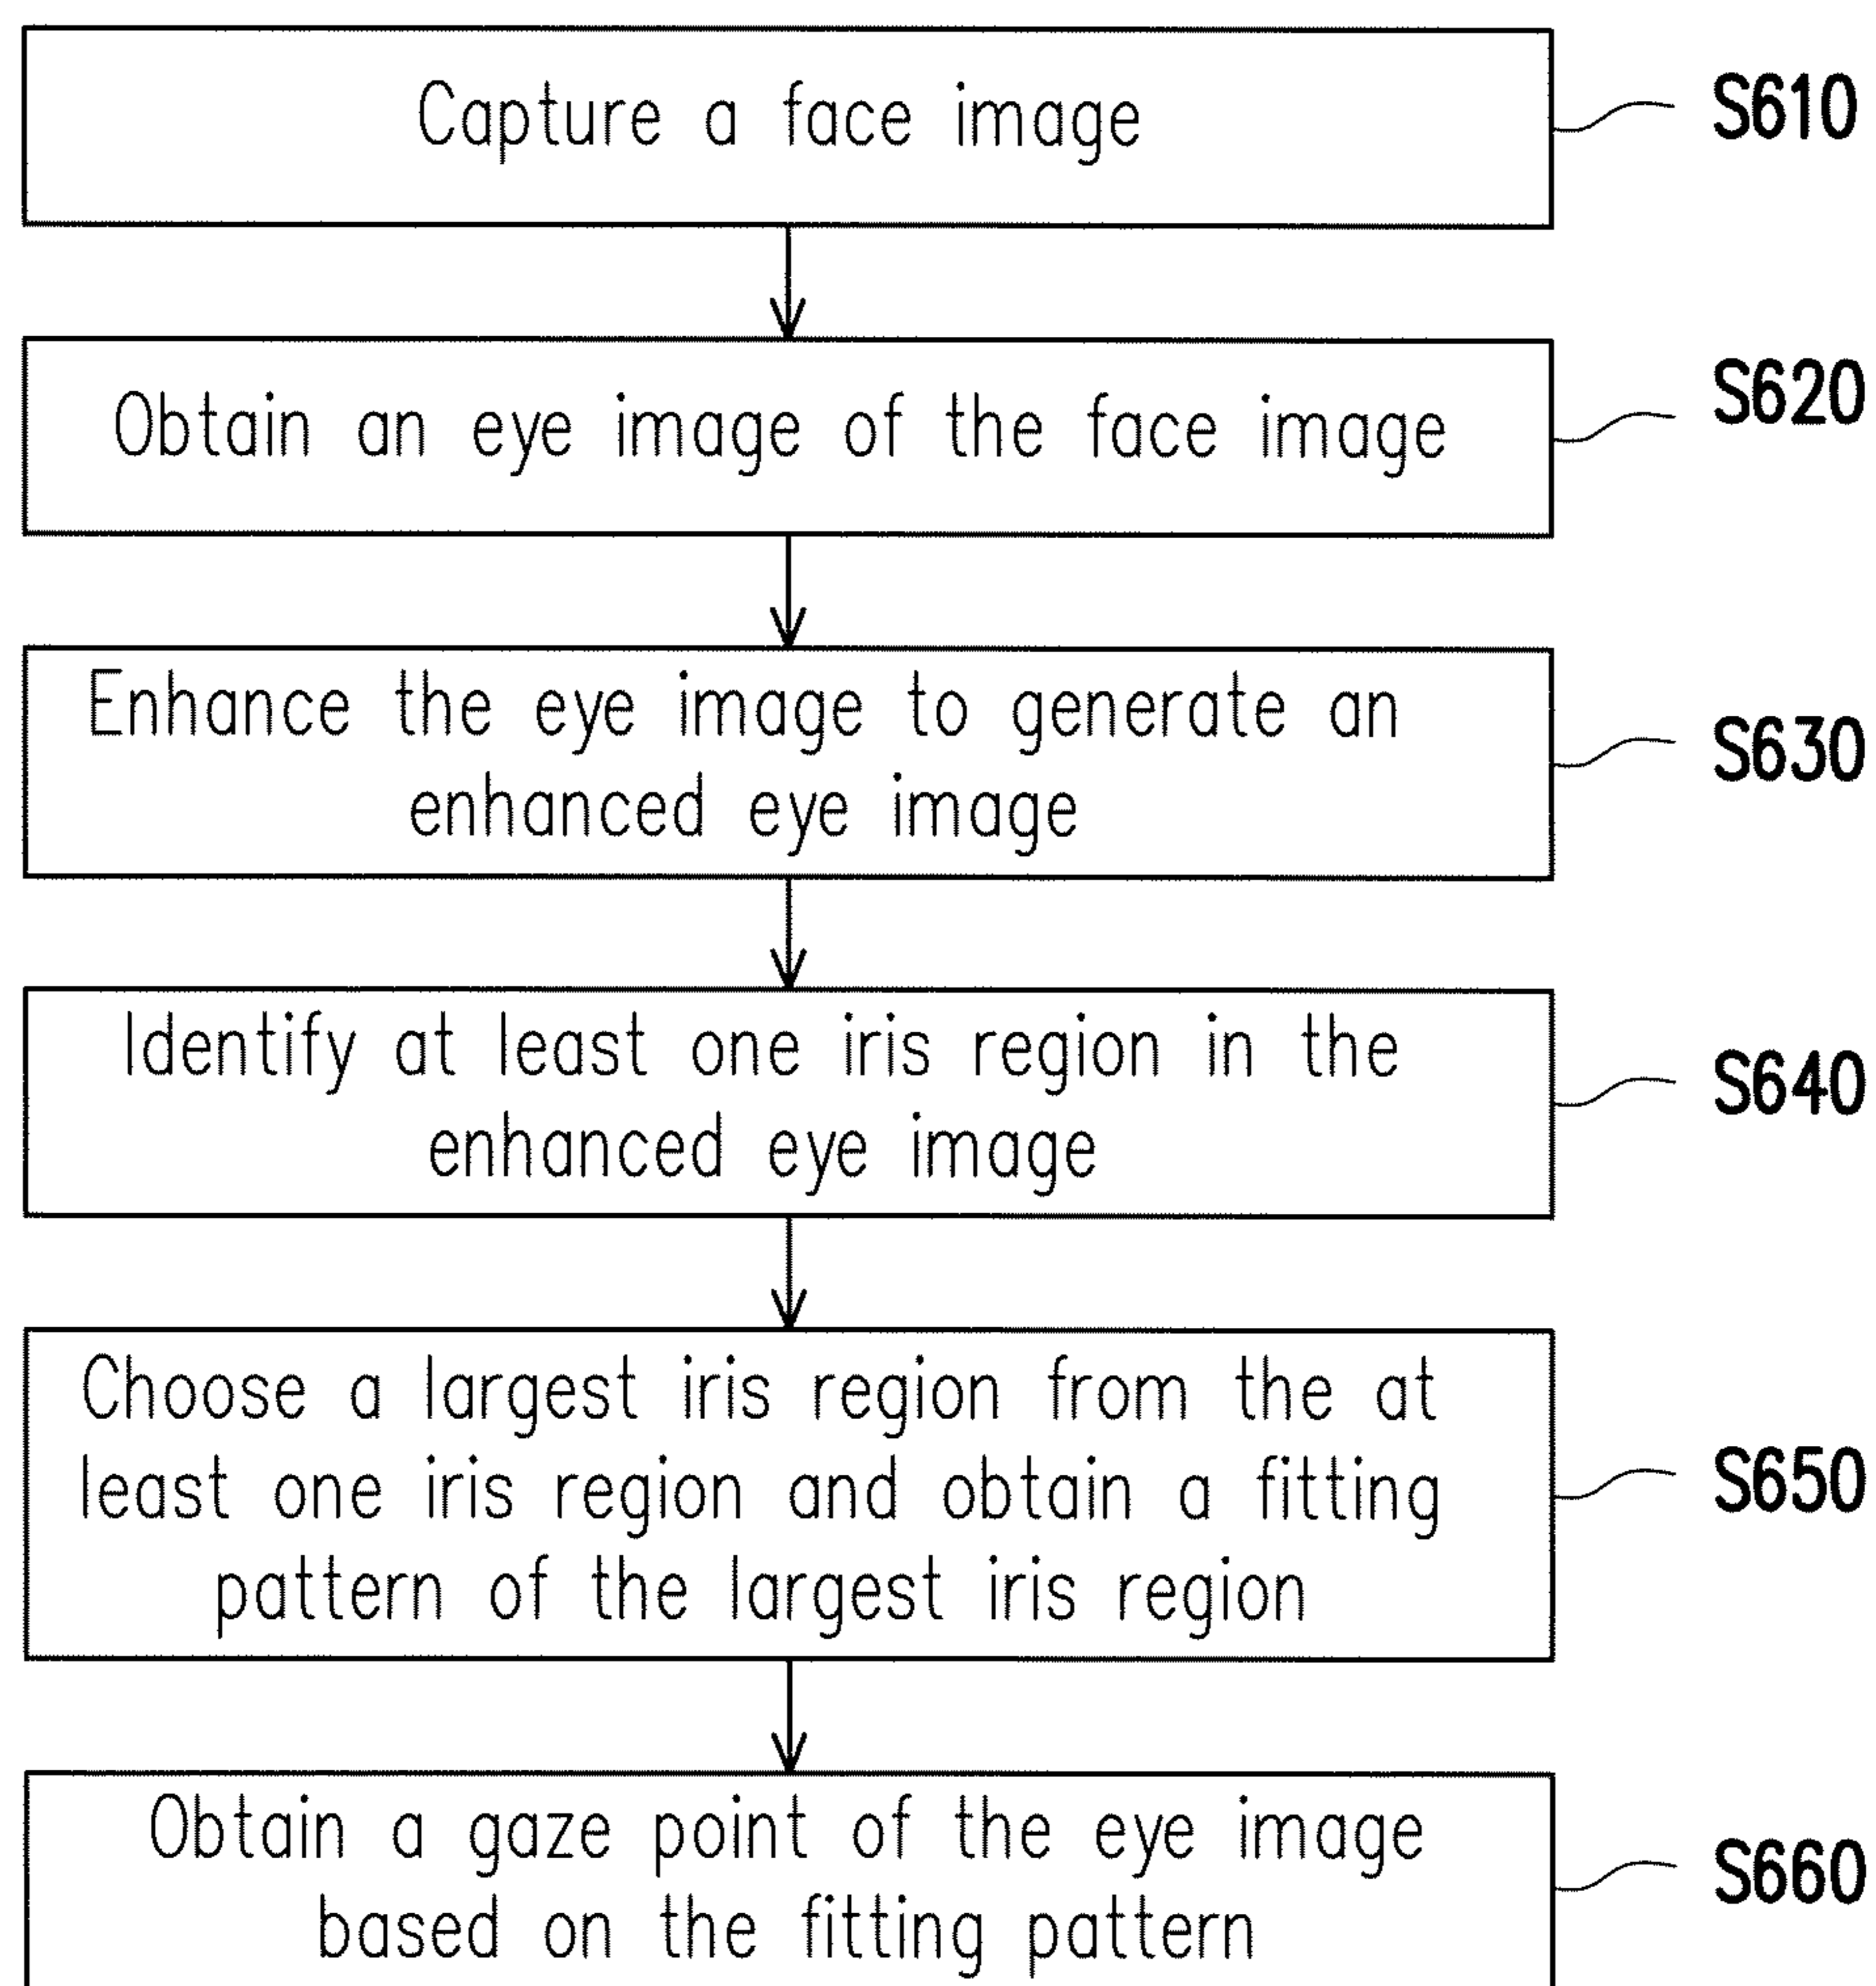 Capture a face image
S610
Obtain an eye image of the face image
S620
Enhance the eye image to generate an
enhanced eye image
S630
Identify at least one iris region in the
enhanced eye image
S640
Choose a largest iris region from the at
least one iris region and obtain a fitting
pattern of the largest iris region
S650
Obtain a gaze point of the eye image
based on the fitting pattern
S660